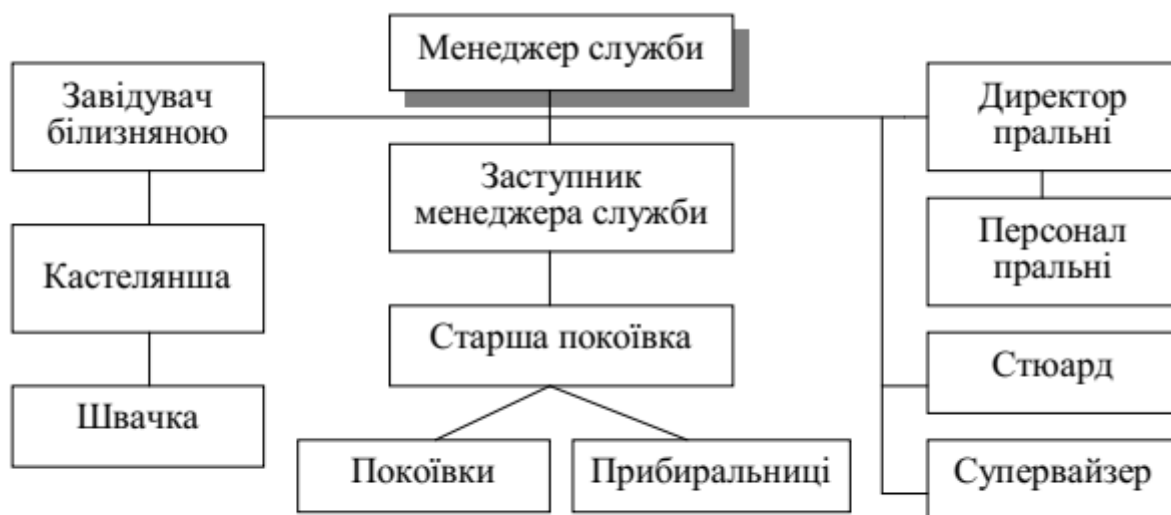 Менеджер служби
Завідувач
білизняною
Директор
пральні
Заступник
менеджера служби
Кастелянша
Персонал
пральні
Старша покоївка
Стюард
Швачка
Покоївки
Прибиральниці
Супервайзер